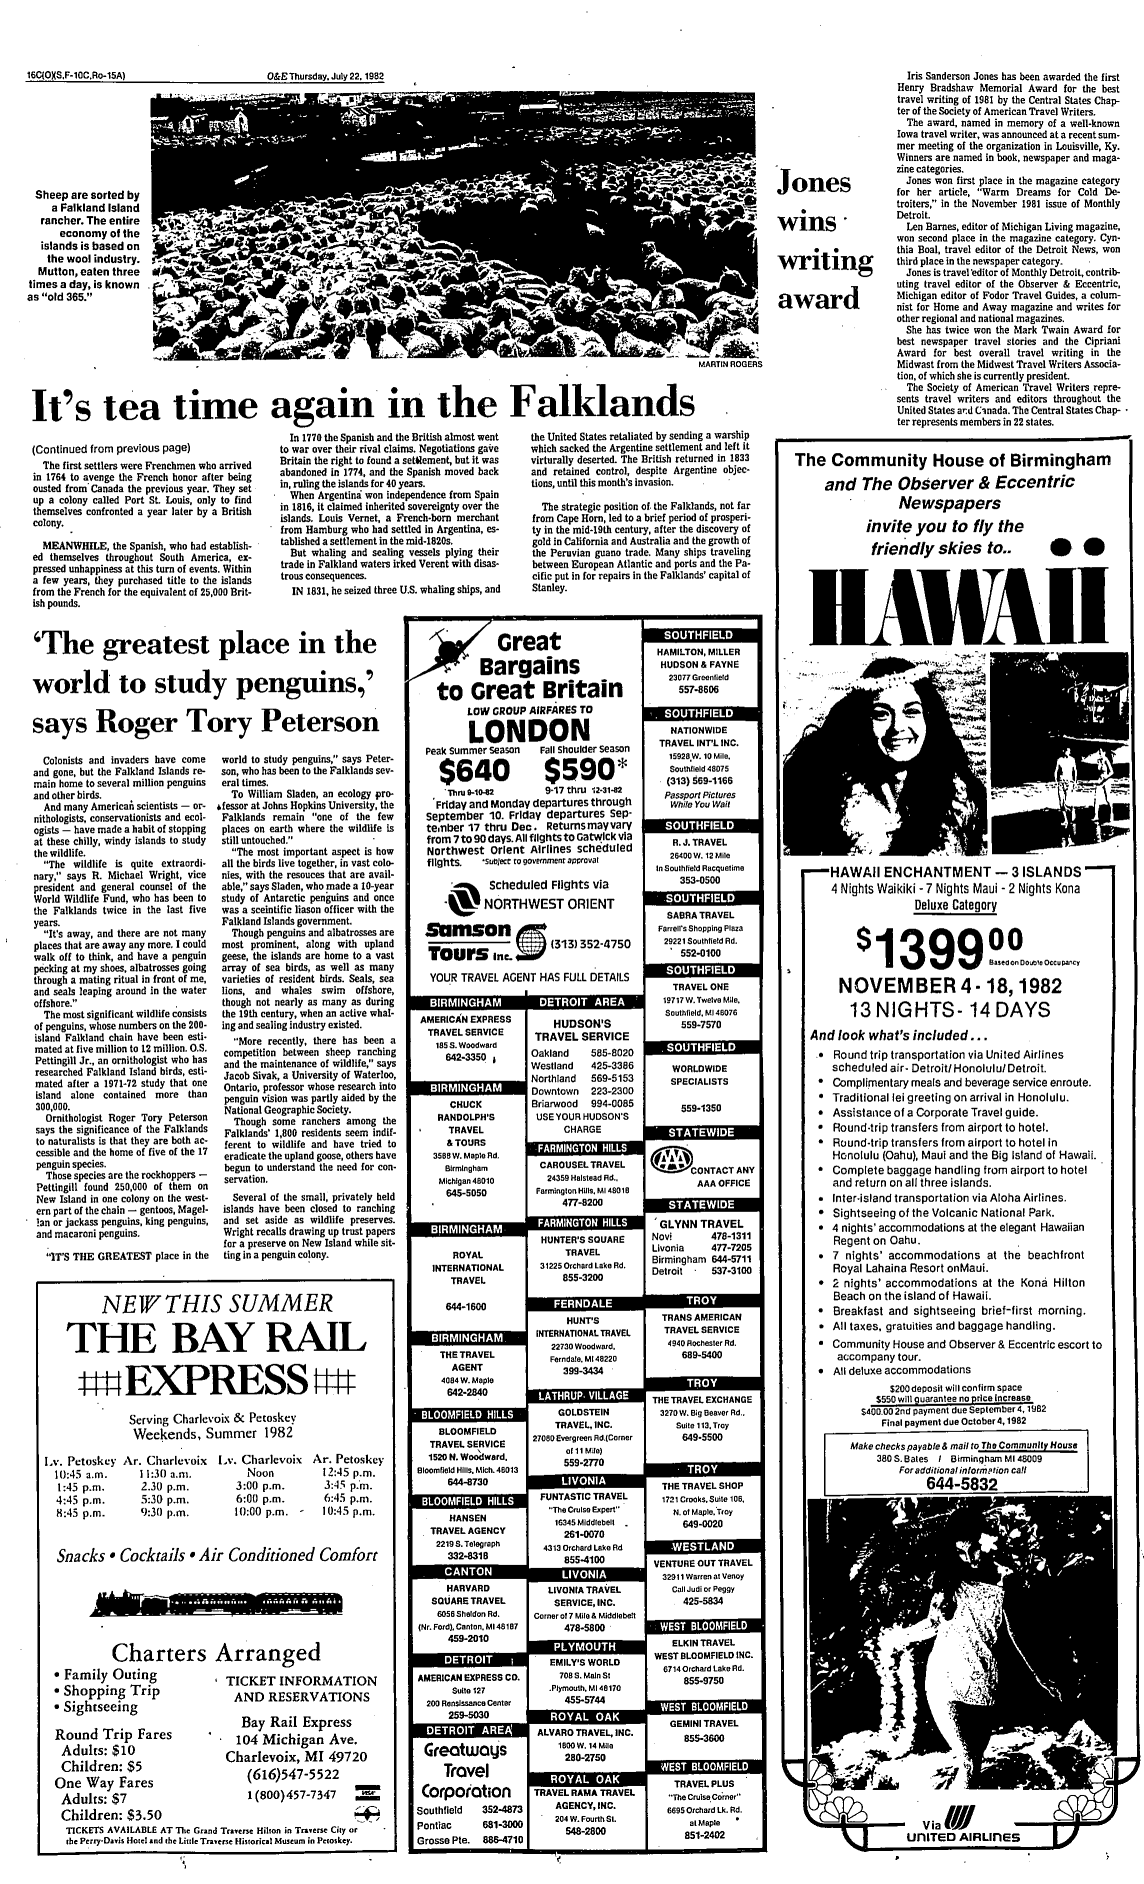 16C(O)(S,F-10C,Ro-15A)
O&E Thursday, July 22, 1982
Sheep are sorted by
a Falkland Island
rancher. The entire
economy of the
islands is based on
the wool industry.
Mutton, eaten three
times a day, is known
as "old 365."
MARTIN ROGERS
It's tea time again in the Falklands
(Continued from previous page)
The first settlers were Frenchmen who arrived
in 1764 to avenge the French honor after being
ousted from Canada the previous year. They set
up a colony called Port St. Louis, only to find
themselves confronted a year later by a British
colony.
MEANWHILE, the Spanish, who had establish-
ed themselves throughout South America, ex-
pressed unhappiness at this turn of events. Within
a few years, they purchased title to the islands
from the French for the equivalent of 25,000 Brit-
ish pounds.
In 1770 the Spanish and the British almost went
to war over their rival claims. Negotiations gave
Britain the right to found a settlement, but it was
abandoned in 1774, and the Spanish moved back
in, ruling the islands for 40 years.
When Argentina won independence from Spain
in 1816, it claimed inherited sovereignty over the
islands. Louis Vernet, a French-born merchant
from Hamburg who had settled in Argentina, es-
tablished a settlement in the mid-1820s.
But whaling and sealing vessels plying their
trade in Falkland waters irked Verent with disas-
trous consequences.
IN 1831, he seized three U.S. whaling ships, and
the United States retaliated by sending a warship
which sacked the Argentine settlement and left it
virturally deserted. The British returned in 1833
and retained control, despite Argentine objec-
tions, until this month's invasion.
The strategic position of the Falklands, not far
from Cape Horn, led to a brief period of prosperi-
ty in the mid-19th century, after the discovery of
gold in California and Australia and the growth of
the Peruvian guano trade. Many ships traveling
between European Atlantic and ports and the Pa-
cific put in for repairs in the Falklands' capital of
Stanley.
Jones
wins
writing
award
Iris Sanderson Jones has been awarded the first
Henry Bradshaw Memorial Award for the best
travel writing of 1981 by the Central States Chap-
ter of the Society of American Travel Writers.
The award, named in memory of a well-known
Iowa travel writer, was announced at a recent sum-
mer meeting of the organization in Louisville, Ky.
Winners are named in book, newspaper and maga-
zine categories.
Jones won first place in the magazine category
for her article, "Warm Dreams for Cold De-
troiters," in the November 1981 issue of Monthly
Detroit.
Len Barnes, editor of Michigan Living magazine,
won second place in the magazine category. Cyn-
thia Boal, travel editor of the Detroit News, won
third place in the newspaper category.
Jones is travel editor of Monthly Detroit, contrib-
uting travel editor of the Observer & Eccentric,
Michigan editor of Fodor Travel Guides, a colum-
nist for Home and Away magazine and writes for
other regional and national magazines.
She has twice won the Mark Twain Award for
best newspaper travel stories and the Cipriani
Award for best overall travel writing in the
Midwast from the Midwest Travel Writers Associa-
tion, of which she is currently president.
The Society of American Travel Writers repre-
sents travel writers and editors throughout the
United States and Canada. The Central States Chap-
ter represents members in 22 states.
'The greatest place in the
world to study penguins,'
says Roger Tory Peterson
Colonists and invaders have come
and gone, but the Falkland Islands re-
main home to several million penguins
and other birds.
And many American scientists — or-
nithologists, conservationists and ecol-
ogists — have made a habit of stopping
at these chilly, windy islands to study
the wildlife.
"The wildlife is quite extraordi-
nary," says R. Michael Wright, vice
president and general counsel of the
World Wildlife Fund, who has been to
the Falklands twice in the last five
years.
"It's away, and there are not many
places that are away any more. I could
walk off to think, and have a penguin
pecking at my shoes, albatrosses going
through a mating ritual in front of me,
and seals leaping around in the water
offshore."
The most significant wildlife consists
of penguins, whose numbers on the 200-
island Falkland chain have been esti-
mated at five million to 12 million. O.S.
Pettingill Jr., an ornithologist who has
researched Falkland Island birds, esti-
mated after a 1971-72 study that one
island alone contained more than
300,000.
Ornithologist Roger Tory Peterson
says the significance of the Falklands
to naturalists is that they are both ac-
cessible and the home of five of the 17
penguin species.
Those species are the rockhoppers —
Pettingill found 250,000 of them on
New Island in one colony on the west-
ern part of the chain — gentoos, Magel-
lan or jackass penguins, king penguins,
and macaroni penguins.
"IT'S THE GREATEST place in the
world to study penguins," says Peter-
son, who has been to the Falklands sev-
eral times.
To William Sladen, an ecology pro-
fessor at Johns Hopkins University, the
Falklands remain "one of the few
places on earth where the wildlife is
still untouched."
"The most important aspect is how
all the birds live together, in vast colo-
nies, with the resouces that are avail-
able," says Sladen, who made a 10-year
study of Antarctic penguins and once
was a sceintific liason officer with the
Falkland Islands government.
Though penguins and albatrosses are
most prominent, along with upland
geese, the islands are home to a vast
array of sea birds, as well as many
varieties of resident birds. Seals, sea
lions, and whales swim offshore,
though not nearly as many as during
the 19th century, when an active whal-
ing and sealing industry existed.
"More recently, there has been a
competition between sheep ranching
and the maintenance of wildlife," says
Jacob Sivak, a University of Waterloo,
Ontario, professor whose research into
penguin vision was partly aided by the
National Geographic Society.
Though some ranchers among the
Falklands' 1,800 residents seem indif-
ferent to wildlife and have tried to
eradicate the upland goose, others have
begun to understand the need for con-
servation.
Several of the small, privately held
islands have been closed to ranching
and set aside as wildlife preserves.
Wright recalls drawing up trust papers
for a preserve on New Island while sit-
ting in a penguin colony.
NEW THIS SUMMER
THE BAY RAIL
EXPRESS
Serving Charlevoix & Petoskey
Weekends, Summer 1982
Lv. Petoskey Ar. Charlevoix Lv. Charlevoix Ar. Petoskey
10:45 a.m. 11:30 a.m. Noon 12:45 p.m.
1:45 p.m. 2.30 p.m. 3:00 p.m. 3:45 p.m.
4:45 p.m. 5:30 p.m. 6:00 p.m. 6:45 p.m.
8:45 p.m. 9:30 p.m. 10:00 p.m. 10:45 p.m.
Snacks • Cocktails • Air Conditioned Comfort
Charters Arranged
• Family Outing
• Shopping Trip
• Sightseeing
Round Trip Fares
Adults: $10
Children: $5
One Way Fares
Adults: $7
Children: $3.50
TICKET INFORMATION
AND RESERVATIONS
Bay Rail Express
104 Michigan Ave.
Charlevoix, MI 49720
(616)547-5522
1(800)457-7347
VISA
TICKETS AVAILABLE AT The Grand Traverse Hilton in Traverse City or
the Perry-Davis Hotel and the Little Traverse Historical Museum in Petoskey.
Great
Bargains
to Great Britain
LOW GROUP AIRFARES TO
LONDON
Peak Summer Season Fall Shoulder Season
$640 $590*
Thru 9-10-82 9-17 thru 12-31-82
Friday and Monday departures through
September 10. Friday departures Sep-
tember 17 thru Dec. Returns may vary
from 7 to 90 days. All flights to Gatwick via
Northwest Orient Airlines scheduled
flights. *Subject to government approval
Scheduled Flights via
NORTHWEST ORIENT
Samson
Tours Inc. (313) 352-4750
YOUR TRAVEL AGENT HAS FULL DETAILS
BIRMINGHAM
AMERICAN EXPRESS
TRAVEL SERVICE
185 S. Woodward
642-3350
BIRMINGHAM
CHUCK
RANDOLPH'S
TRAVEL
& TOURS
3588 W. Maple Rd.
Birmingham
Michigan 48010
645-5050
BIRMINGHAM
ROYAL
INTERNATIONAL
TRAVEL
644-1600
BIRMINGHAM
THE TRAVEL
AGENT
4084 W. Maple
642-2840
BLOOMFIELD HILLS
BLOOMFIELD
TRAVEL SERVICE
1520 N. Woodward,
Bloomfield Hills, Mich. 48013
644-8730
BLOOMFIELD HILLS
HANSEN
TRAVEL AGENCY
2219 S. Telegraph
332-8318
CANTON
HARVARD
SQUARE TRAVEL
6056 Sheldon Rd.
(Nr. Ford), Canton, MI 48187
459-2010
DETROIT
AMERICAN EXPRESS CO.
Suite 127
200 Renaissance Center
259-5030
DETROIT AREA
Greatways
Travel
Corporation
Southfield 352-4873
Pontiac 681-3000
Grosse Pte. 886-4710
DETROIT AREA
HUDSON'S
TRAVEL SERVICE
Oakland 585-8020
Westland 425-3386
Northland 569-5153
Downtown 223-2300
Briarwood 994-0085
USE YOUR HUDSON'S
CHARGE
FARMINGTON HILLS
CAROUSEL TRAVEL
24359 Halstead Rd.,
Farmington Hills, MI 48018
477-8200
FARMINGTON HILLS
HUNTER'S SQUARE
TRAVEL
31225 Orchard Lake Rd.
855-3200
FERNDALE
HUNT'S
INTERNATIONAL TRAVEL
22730 Woodward,
Ferndale, MI 48220
399-3434
LATHRUP VILLAGE
GOLDSTEIN
TRAVEL, INC.
27080 Evergreen Rd.(Corner
of 11 Mile)
559-2770
LIVONIA
FUNTASTIC TRAVEL
"The Cruise Expert"
16345 Middlebelt
261-0070
4313 Orchard Lake Rd
855-4100
LIVONIA
LIVONIA TRAVEL
SERVICE, INC.
Corner of 7 Mile & Middlebelt
478-5800
PLYMOUTH
EMILY'S WORLD
708 S. Main St
Plymouth, MI 48170
455-5744
ROYAL OAK
ALVARO TRAVEL, INC.
1600 W. 14 Mile
280-2750
ROYAL OAK
TRAVEL RAMA TRAVEL
AGENCY, INC.
204 W. Fourth St.
548-2800
SOUTHFIELD
HAMILTON, MILLER
HUDSON & FAYNE
23077 Greenfield
557-8606
SOUTHFIELD
NATIONWIDE
TRAVEL INT'L INC.
15928 W. 10 Mile,
Southfield 48075
(313) 569-1166
Passport Pictures
While You Wait
SOUTHFIELD
R. J. TRAVEL
26400 W. 12 Mile
In Southfield Racquetime
353-0500
SOUTHFIELD
SABRA TRAVEL
Farrell's Shopping Plaza
29221 Southfield Rd.
552-0100
SOUTHFIELD
TRAVEL ONE
19717 W. Twelve Mile,
Southfield, MI 48076
559-7570
SOUTHFIELD
WORLDWIDE
SPECIALISTS
559-1350
STATEWIDE
AAA
CONTACT ANY
AAA OFFICE
STATEWIDE
GLYNN TRAVEL
Novi 478-1311
Livonia 477-7205
Birmingham 644-5711
Detroit 537-3100
TROY
TRANS AMERICAN
TRAVEL SERVICE
4940 Rochester Rd.
689-5400
TROY
THE TRAVEL EXCHANGE
3270 W. Big Beaver Rd.,
Suite 113, Troy
649-5500
TROY
THE TRAVEL SHOP
1721 Crooks, Suite 106,
N. of Maple, Troy
649-0020
WESTLAND
VENTURE OUT TRAVEL
32911 Warren at Venoy
Call Judi or Peggy
425-5834
WEST BLOOMFIELD
ELKIN TRAVEL
WEST BLOOMFIELD INC.
6714 Orchard Lake Rd.
855-9750
WEST BLOOMFIELD
GEMINI TRAVEL
855-3600
WEST BLOOMFIELD
TRAVEL PLUS
"The Cruise Corner"
6695 Orchard Lk. Rd.
at Maple
851-2402
The Community House of Birmingham
and The Observer & Eccentric
Newspapers
invite you to fly the
friendly skies to..
HAWAII
HAWAII ENCHANTMENT — 3 ISLANDS
4 Nights Waikiki - 7 Nights Maui - 2 Nights Kona
Deluxe Category
$1399.00
Based on Double Occupancy
NOVEMBER 4 - 18, 1982
13 NIGHTS - 14 DAYS
And look what's included ...
• Round trip transportation via United Airlines
scheduled air- Detroit/Honolulu/Detroit.
• Complimentary meals and beverage service enroute.
• Traditional lei greeting on arrival in Honolulu.
• Assistance of a Corporate Travel guide.
• Round-trip transfers from airport to hotel.
• Round-trip transfers from airport to hotel in
Honolulu (Oahu), Maui and the Big Island of Hawaii.
• Complete baggage handling from airport to hotel
and return on all three islands.
• Inter-island transportation via Aloha Airlines.
• Sightseeing of the Volcanic National Park.
• 4 nights' accommodations at the elegant Hawaiian
Regent on Oahu.
• 7 nights' accommodations at the beachfront
Royal Lahaina Resort onMaui.
• 2 nights' accommodations at the Kona Hilton
Beach on the island of Hawaii.
• Breakfast and sightseeing brief-first morning.
• All taxes, gratuities and baggage handling.
• Community House and Observer & Eccentric escort to
accompany tour.
• All deluxe accommodations
$200 deposit will confirm space
$550 will guarantee no price increase
$400.00 2nd payment due September 4, 1982
Final payment due October 4, 1982
Make checks payable & mail to The Community House
380 S. Bates / Birmingham MI 48009
For additional information call
644-5832
Via
UNITED AIRLINES